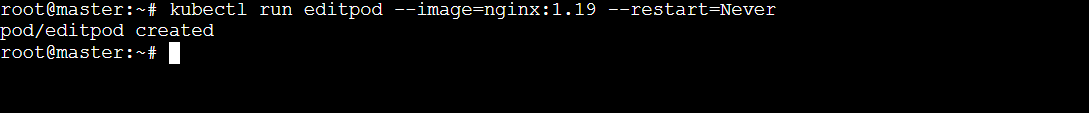 root@master:~# kubectl run editpod --image=nginx:1.19 --restart=Never
pod/editpod created
root@master:~#